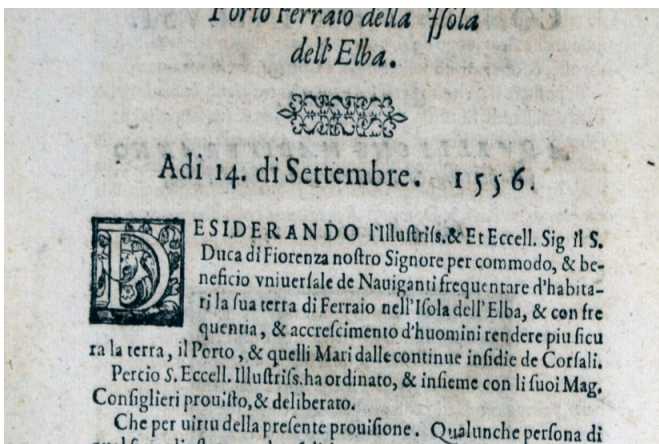 Porto Ferraio della Isola
dell' Elba.
Adi 14. di Settembre. 1556.
DESIDERANDO l'Illustriſs.& Et Eccell. Sig il S.
Duca di Fiorenza noſtro Signore per commodo, & be-
neficio vniuerſale de Nauiganti frequentare d'habita-
ri la ſua terra di Ferraio nell'Iſola dell'Elba, & con fre
quentia, & accreſcimento d'huomini rendere piu ſicu
ra la terra, il Porto, & quelli Mari dalle continue inſidie de Corſali.
Percio S. Eccell. Illuſtriſs. ha ordinato, & inſieme con li ſuoi Mag.
Conſiglieri prouiſto, & deliberato.
Che per uirtu della preſente prouiſione. Qualunche perſona di